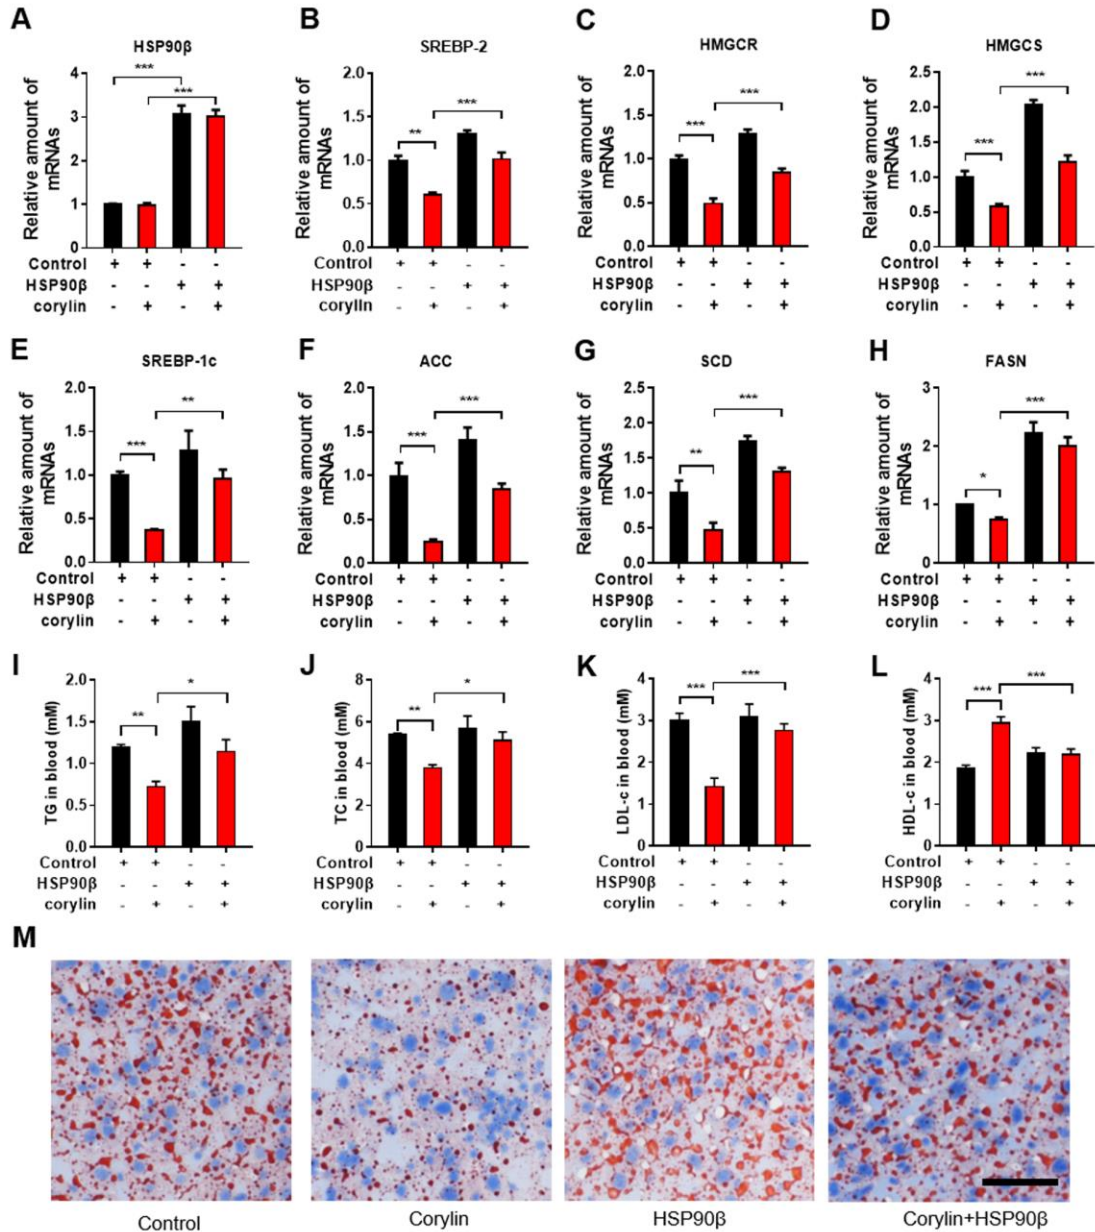 A
HSP90β
Relative amount of
mRNAs
4
3
2
1
0
***
***
Control + + - -
HSP90β - - + +
corylin - + - +
B
SREBP-2
Relative amount of
mRNAs
2.0
1.5
1.0
0.5
0.0
**
***
Control + + - -
HSP90β - - + +
corylin - + - +
C
HMGCR
Relative amount of
mRNAs
2.0
1.5
1.0
0.5
0.0
***
***
Control + + - -
HSP90β - - + +
corylin - + - +
D
HMGCS
Relative amount of
mRNAs
2.5
2.0
1.5
1.0
0.5
0.0
***
***
Control + + - -
HSP90β - - + +
corylin - + - +
E
SREBP-1c
Relative amount of
mRNAs
2.0
1.5
1.0
0.5
0.0
***
**
Control + + - -
HSP90β - - + +
corylin - + - +
F
ACC
Relative amount of
mRNAs
2.0
1.5
1.0
0.5
0.0
***
***
Control + + - -
HSP90β - - + +
corylin - + - +
G
SCD
Relative amount of
mRNAs
2.5
2.0
1.5
1.0
0.5
0.0
**
***
Control + + - -
HSP90β - - + +
corylin - + - +
H
FASN
Relative amount of
mRNAs
3
2
1
0
*
***
Control + + - -
HSP90β - - + +
corylin - + - +
I
TG in blood (mM)
2.0
1.5
1.0
0.5
0.0
**
*
Control + + - -
HSP90β - - + +
corylin - + - +
J
TC in blood (mM)
8
6
4
2
0
**
*
Control + + - -
HSP90β - - + +
corylin - + - +
K
LDL-c in blood (mM)
4
3
2
1
0
***
***
Control + + - -
HSP90β - - + +
corylin - + - +
L
HDL-c in blood (mM)
4
3
2
1
0
***
***
Control + + - -
HSP90β - - + +
corylin - + - +
M
Control
Corylin
HSP90β
Corylin+HSP90β